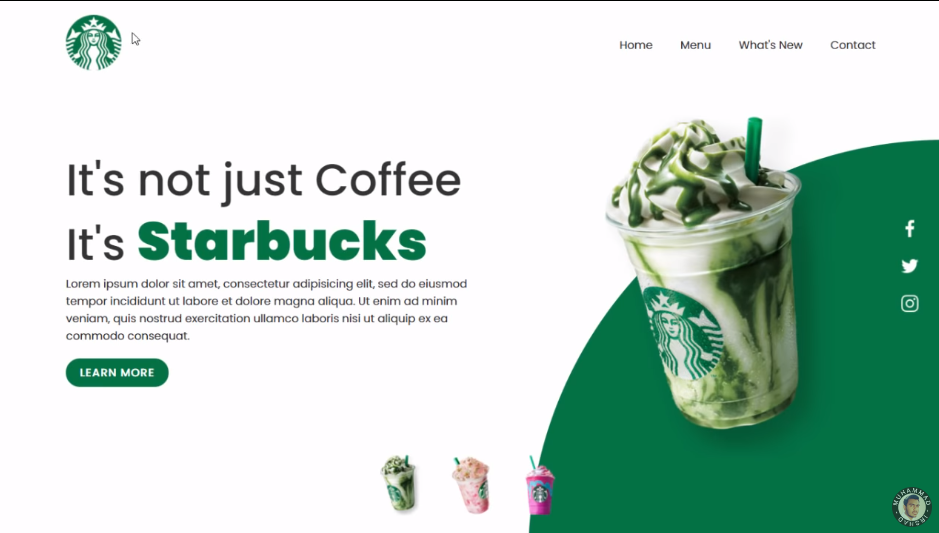 Home Menu What's New Contact
It's not just Coffee
It's Starbucks
Lorem ipsum dolor sit amet, consectetur adipisicing elit, sed do eiusmod
tempor incididunt ut labore et dolore magna aliqua. Ut enim ad minim
veniam, quis nostrud exercitation ullamco laboris nisi ut aliquip ex ea
commodo consequat.
LEARN MORE
MUHAMMAD